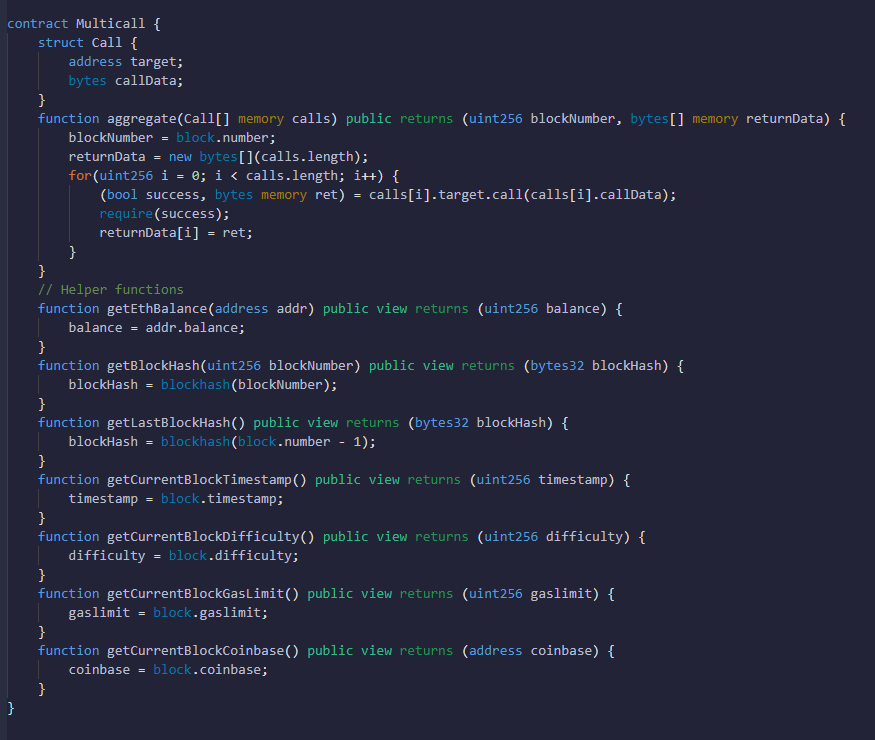 contract Multicall {
    struct Call {
        address target;
        bytes callData;
    }
    function aggregate(Call[] memory calls) public returns (uint256 blockNumber, bytes[] memory returnData) {
        blockNumber = block.number;
        returnData = new bytes[](calls.length);
        for(uint256 i = 0; i < calls.length; i++) {
            (bool success, bytes memory ret) = calls[i].target.call(calls[i].callData);
            require(success);
            returnData[i] = ret;
        }
    }
    // Helper functions
    function getEthBalance(address addr) public view returns (uint256 balance) {
        balance = addr.balance;
    }
    function getBlockHash(uint256 blockNumber) public view returns (bytes32 blockHash) {
        blockHash = blockhash(blockNumber);
    }
    function getLastBlockHash() public view returns (bytes32 blockHash) {
        blockHash = blockhash(block.number - 1);
    }
    function getCurrentBlockTimestamp() public view returns (uint256 timestamp) {
        timestamp = block.timestamp;
    }
    function getCurrentBlockDifficulty() public view returns (uint256 difficulty) {
        difficulty = block.difficulty;
    }
    function getCurrentBlockGasLimit() public view returns (uint256 gaslimit) {
        gaslimit = block.gaslimit;
    }
    function getCurrentBlockCoinbase() public view returns (address coinbase) {
        coinbase = block.coinbase;
    }
}